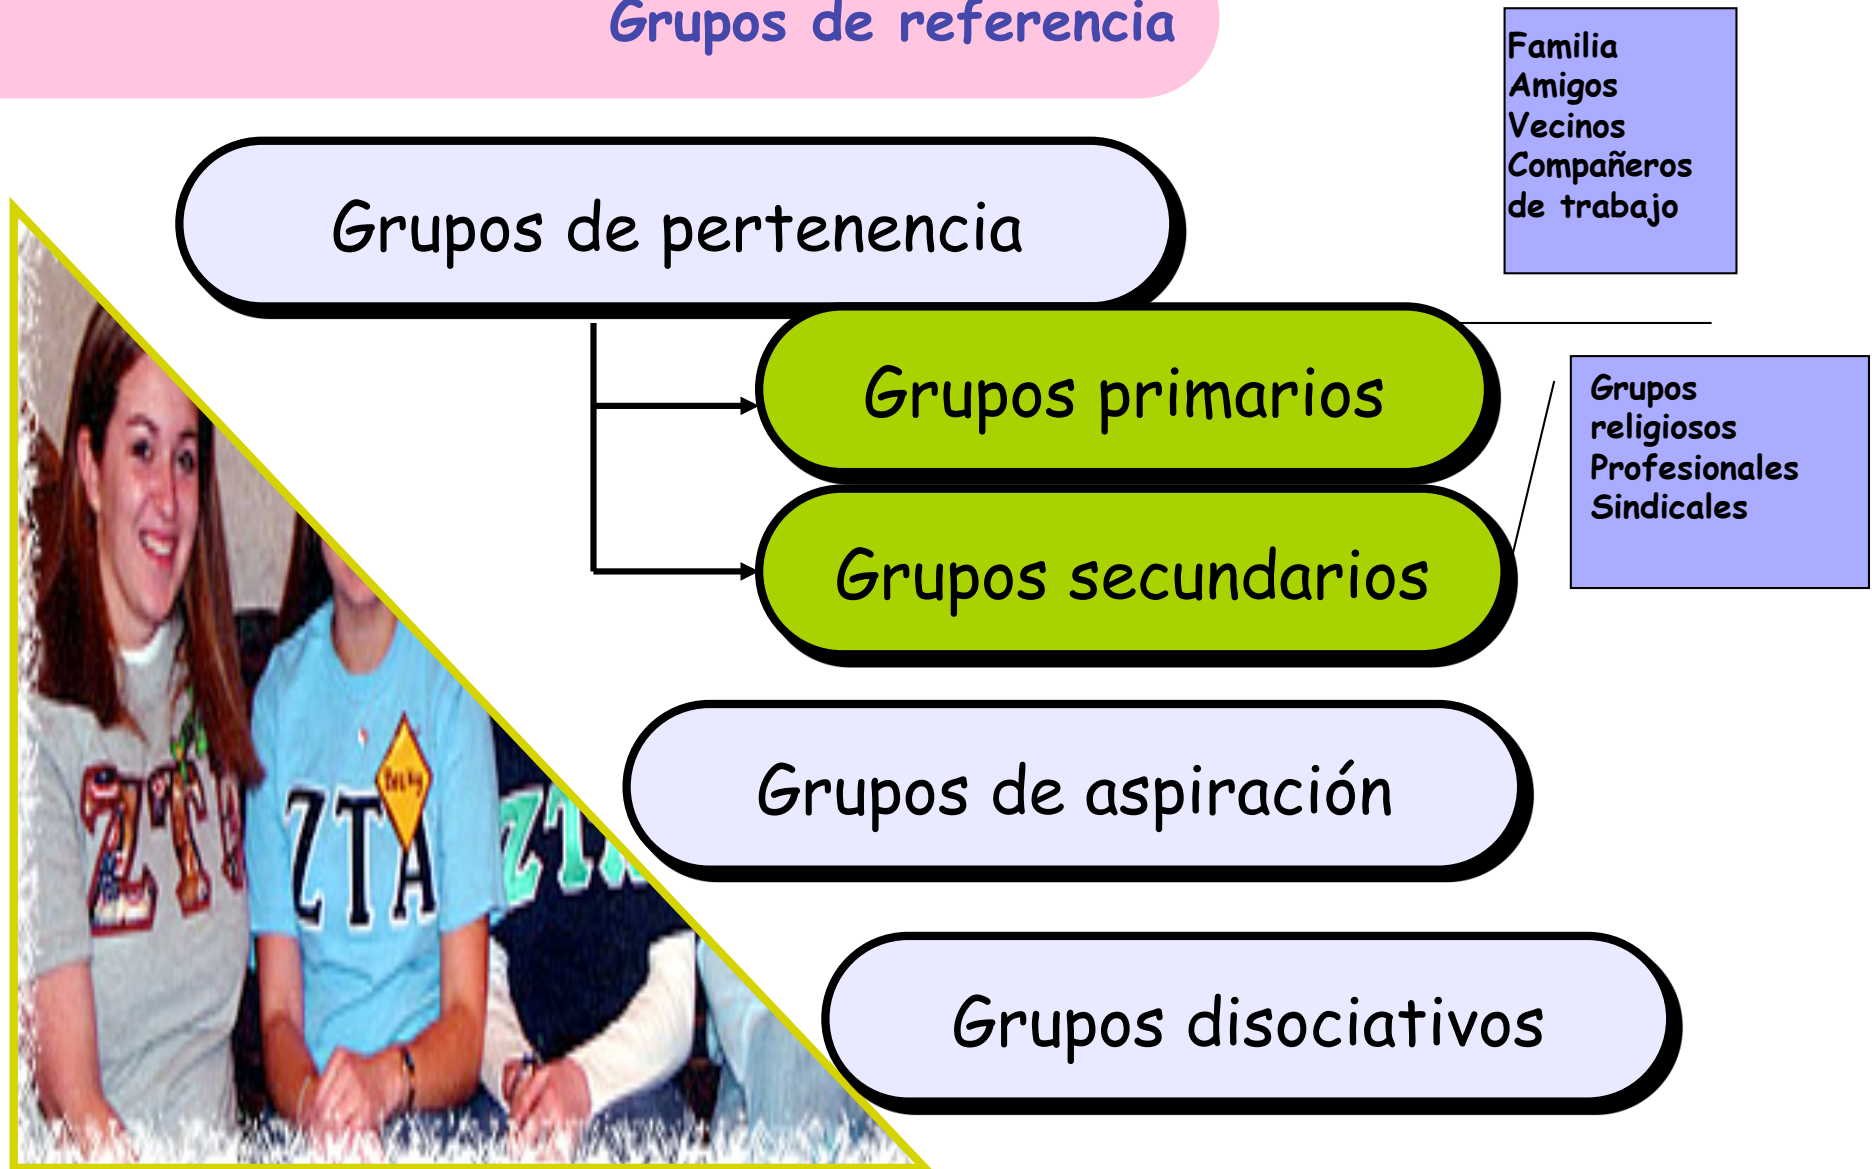 Grupos de referencia
Familia
Amigos
Vecinos
Compañeros
de trabajo
Grupos de pertenencia
Grupos primarios
Grupos
religiosos
Profesionales
Sindicales
Grupos secundarios
Grupos de aspiración
Grupos disociativos
ZTA
ZTA